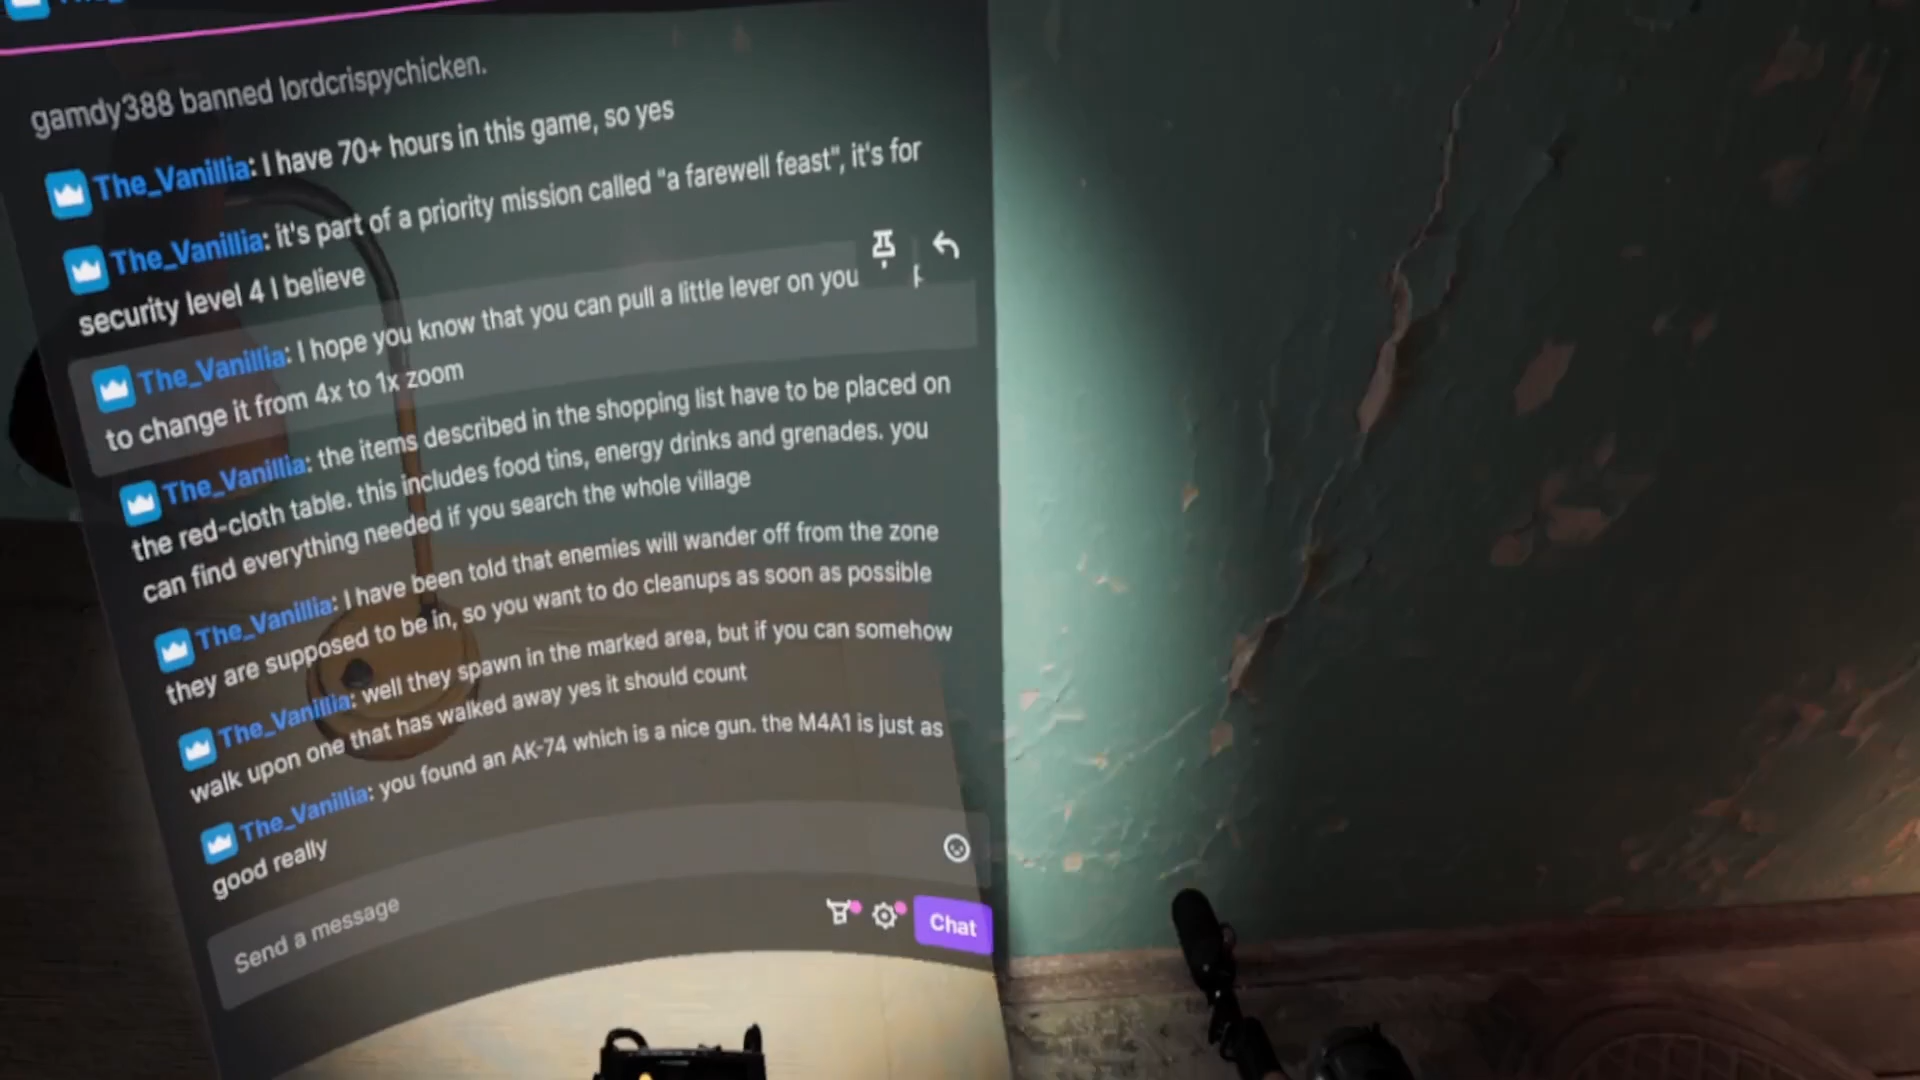 gamdy388 banned lordcrispychicken.
The_Vanillia: I have 70+ hours in this game, so yes
The_Vanillia: it's part of a priority mission called "a farewell feast", it's for
security level 4 I believe
The_Vanillia: I hope you know that you can pull a little lever on you
to change it from 4x to 1x zoom
The_Vanillia: the items described in the shopping list have to be placed on
the red-cloth table. this includes food tins, energy drinks and grenades. you
can find everything needed if you search the whole village
The_Vanillia: I have been told that enemies will wander off from the zone
they are supposed to be in, so you want to do cleanups as soon as possible
The_Vanillia: well they spawn in the marked area, but if you can somehow
walk upon one that has walked away yes it should count
The_Vanillia: you found an AK-74 which is a nice gun. the M4A1 is just as
good really
Send a message
Chat